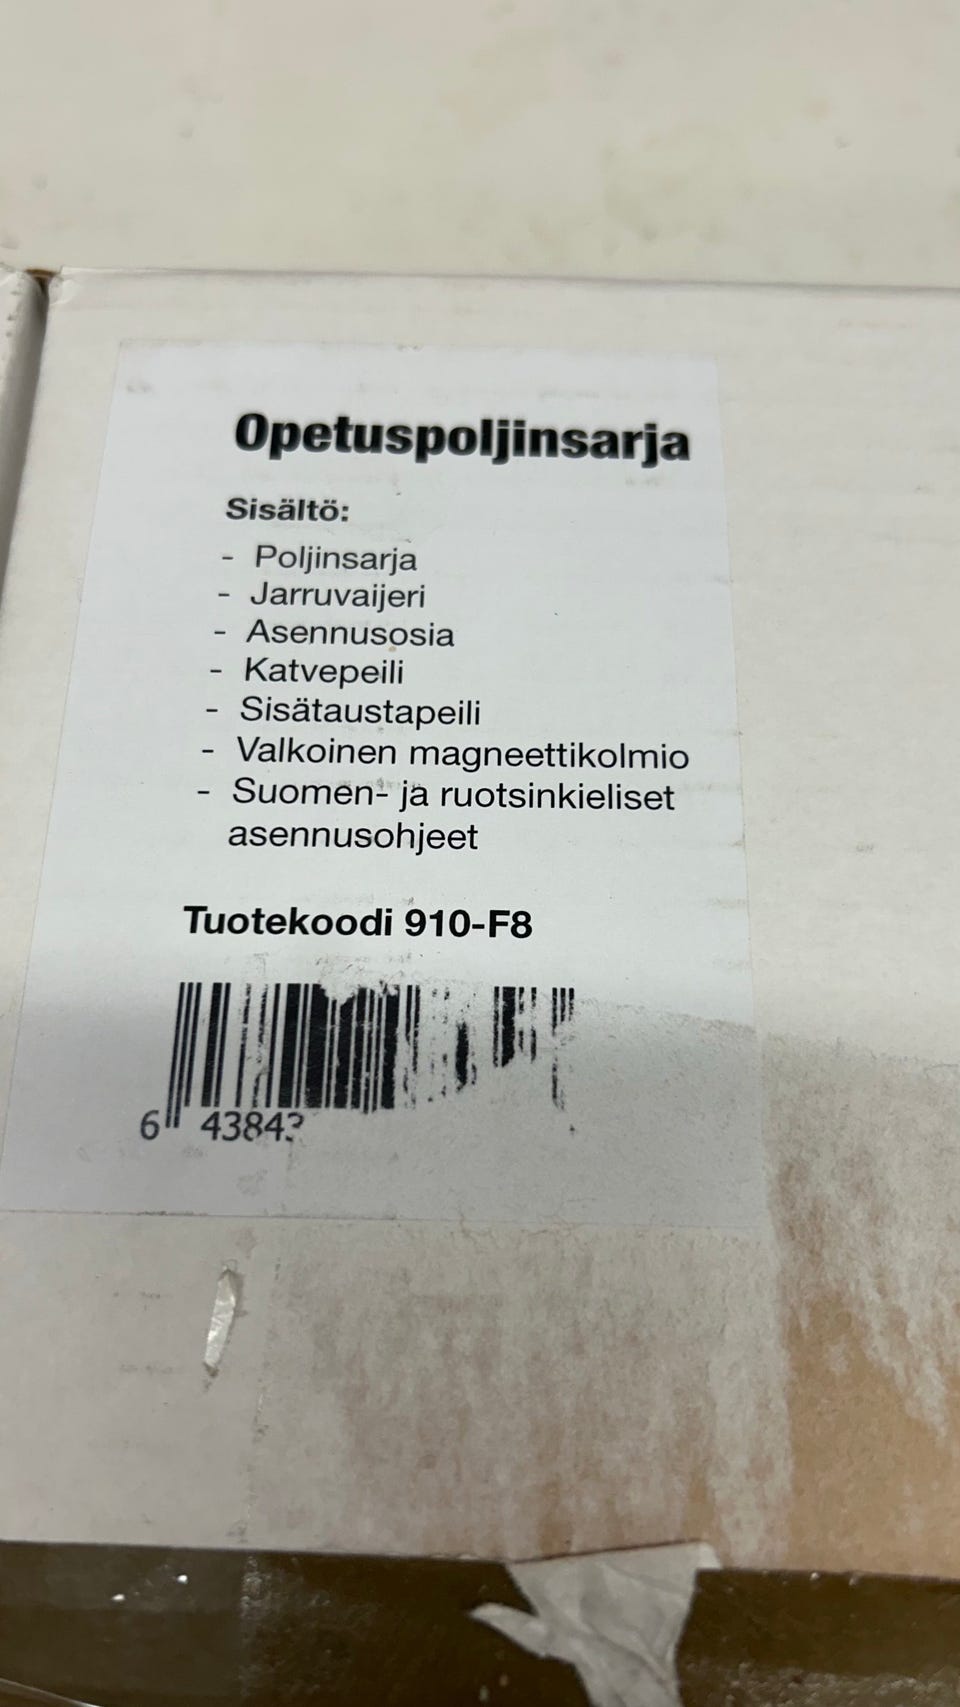 Opetuspoljinsarja
Sisältö:
- Poljinsarja
- Jarruvaijeri
- Asennusosia
- Katvepeili
- Sisätaustapeili
- Valkoinen magneettikolmio
- Suomen- ja ruotsinkieliset
asennusohjeet
Tuotekoodi 910-F8
6 43843